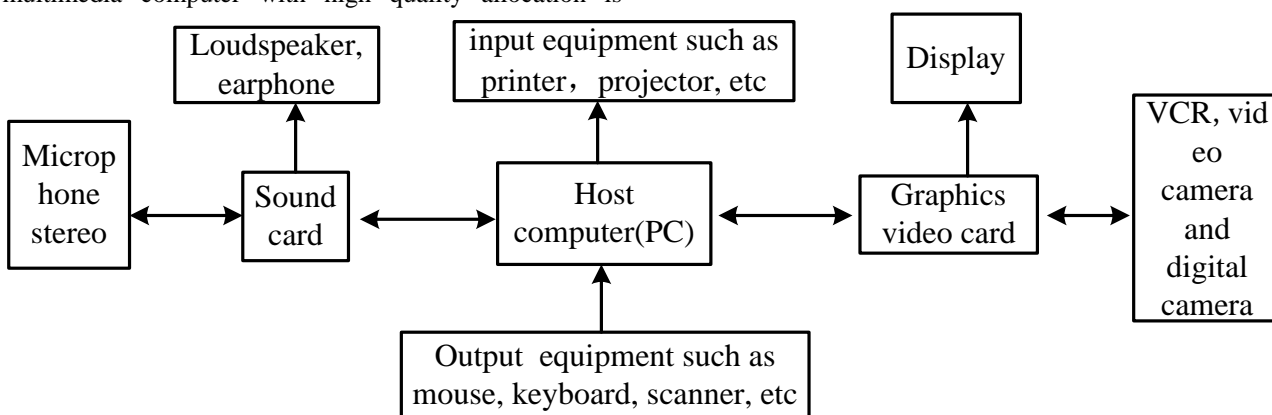 multimedia computer with high quality allocation is
Loudspeaker,
earphone
input equipment such as
printer，projector, etc
Display
Microp
hone
stereo
Sound
card
Host
computer(PC)
Graphics
video card
VCR, vid
eo
camera
and
digital
camera
Output equipment such as
mouse, keyboard, scanner, etc